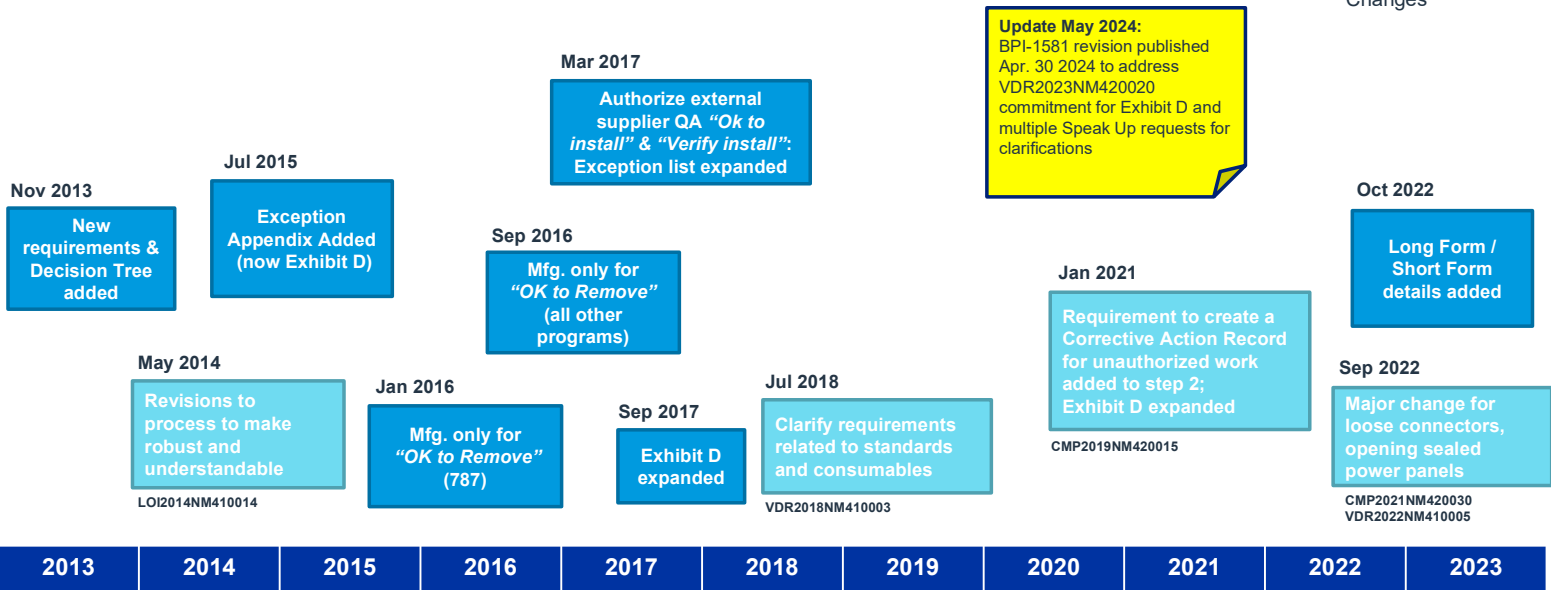 Changes
Update May 2024:
BPI-1581 revision published
Apr. 30 2024 to address
VDR2023NM420020
commitment for Exhibit D and
multiple Speak Up requests for
clarifications
Mar 2017
Authorize external
supplier QA “Ok to
install” & “Verify install”:
Exception list expanded
Jul 2015
Exception
Appendix Added
(now Exhibit D)
Nov 2013
New
requirements &
Decision Tree
added
Sep 2016
Mfg. only for
“OK to Remove”
(all other
programs)
Oct 2022
Long Form /
Short Form
details added
Jan 2021
Requirement to create a
Corrective Action Record
for unauthorized work
added to step 2;
Exhibit D expanded
CMP2019NM420015
May 2014
Revisions to
process to make
robust and
understandable
LOI2014NM410014
Jan 2016
Mfg. only for
“OK to Remove”
(787)
Sep 2017
Exhibit D
expanded
Jul 2018
Clarify requirements
related to standards
and consumables
VDR2018NM410003
Sep 2022
Major change for
loose connectors,
opening sealed
power panels
CMP2021NM420030
VDR2022NM410005
2013 2014 2015 2016 2017 2018 2019 2020 2021 2022 2023